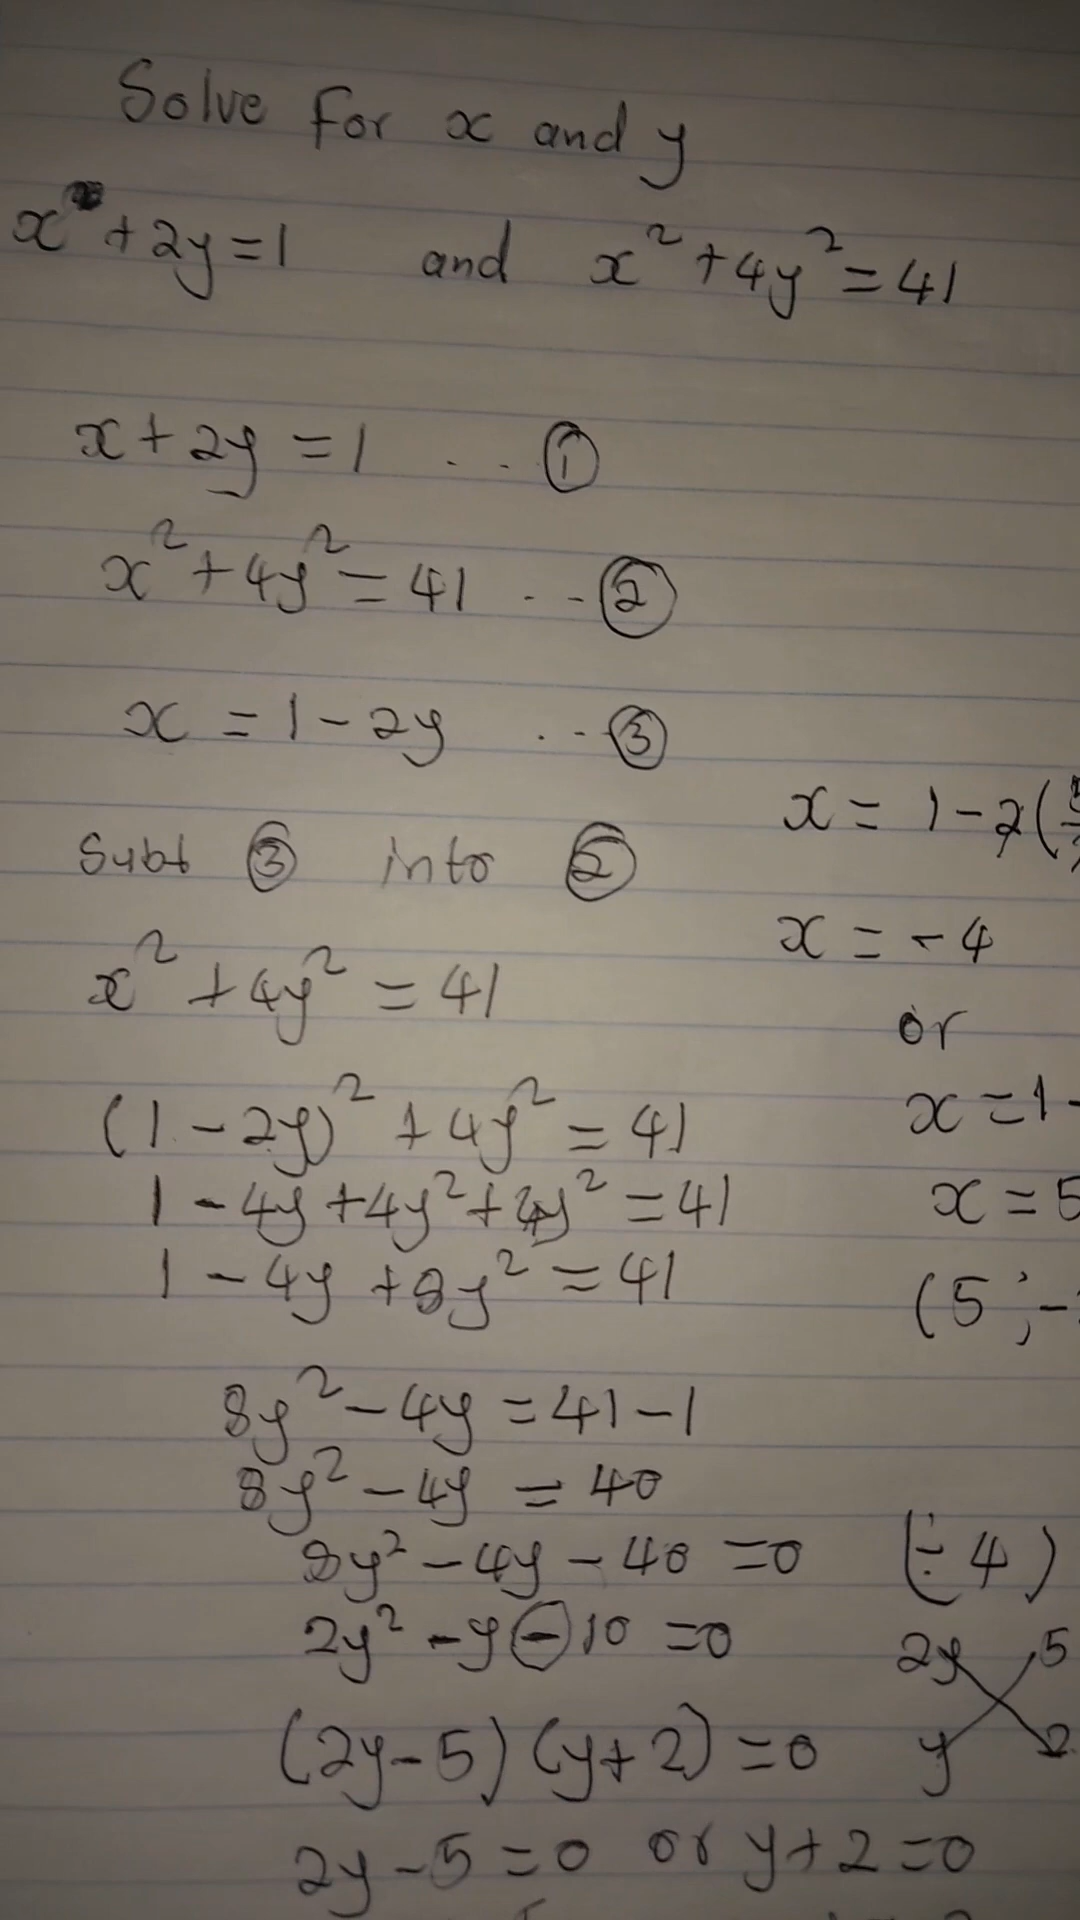 Solve for x and y
x + 2y = 1 and x² + 4y² = 41
x + 2y = 1 ... ①
x² + 4y² = 41 ... ②
x = 1 - 2y ... ③
Subt ③ into ②
x² + 4y² = 41
(1 - 2y)² + 4y² = 41
1 - 4y + 4y² + 4y² = 41
1 - 4y + 8y² = 41
8y² - 4y = 41 - 1
8y² - 4y = 40
8y² - 4y - 40 = 0 (÷ 4)
2y² - y - 10 = 0
2y 5
(2y - 5) (y + 2) = 0
y 2
2y - 5 = 0 or y + 2 = 0
x = 1 - 2(
x = - 4
or
x = 1 -
x = 5
(5 ; -